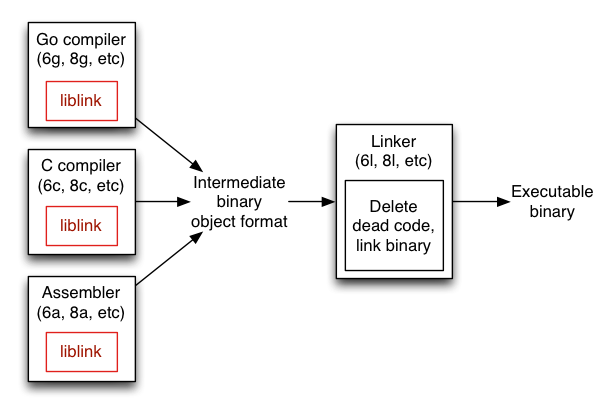 Go compiler
(6g, 8g, etc)
liblink
C compiler
(6c, 8c, etc)
liblink
Assembler
(6a, 8a, etc)
liblink
Intermediate
binary
object format
Linker
(6l, 8l, etc)
Delete
dead code,
link binary
Executable
binary